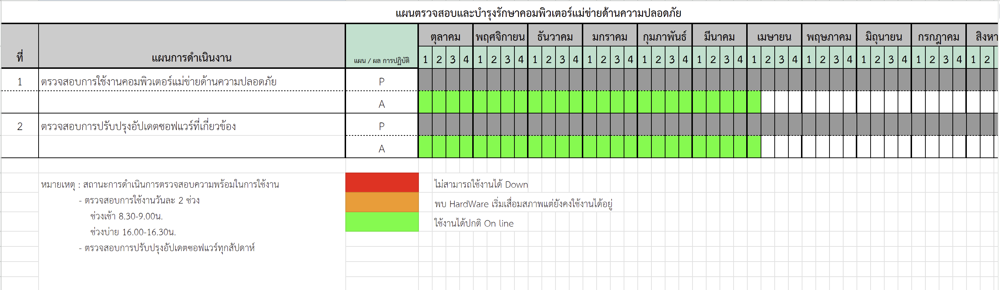 แผนตรวจสอบและบำรุงรักษาคอมพิวเตอร์แม่ข่ายด้านความปลอดภัย
ที่ แผนการดำเนินงาน แผน / ผล การปฏิบัติ ตุลาคม พฤศจิกายน ธันวาคม มกราคม กุมภาพันธ์ มีนาคม เมษายน พฤษภาคม มิถุนายน กรกฎาคม สิงหา
1 2 3 4 1 2 3 4 1 2 3 4 1 2 3 4 1 2 3 4 1 2 3 4 1 2 3 4 1 2 3 4 1 2 3 4 1 2 3 4 1 2
1 ตรวจสอบการใช้งานคอมพิวเตอร์แม่ข่ายด้านความปลอดภัย P
A
2 ตรวจสอบการปรับปรุงอัปเดตซอฟแวร์ที่เกี่ยวข้อง P
A
หมายเหตุ : สถานะการดำเนินการตรวจสอบความพร้อมในการใช้งาน
- ตรวจสอบการใช้งานวันละ 2 ช่วง
ช่วงเช้า 8.30-9.00น.
ช่วงบ่าย 16.00-16.30น.
- ตรวจสอบการปรับปรุงอัปเดตซอฟแวร์ทุกสัปดาห์
ไม่สามารถใช้งานได้ Down
พบ HardWare เริ่มเสื่อมสภาพแต่ยังคงใช้งานได้อยู่
ใช้งานได้ปกติ On line